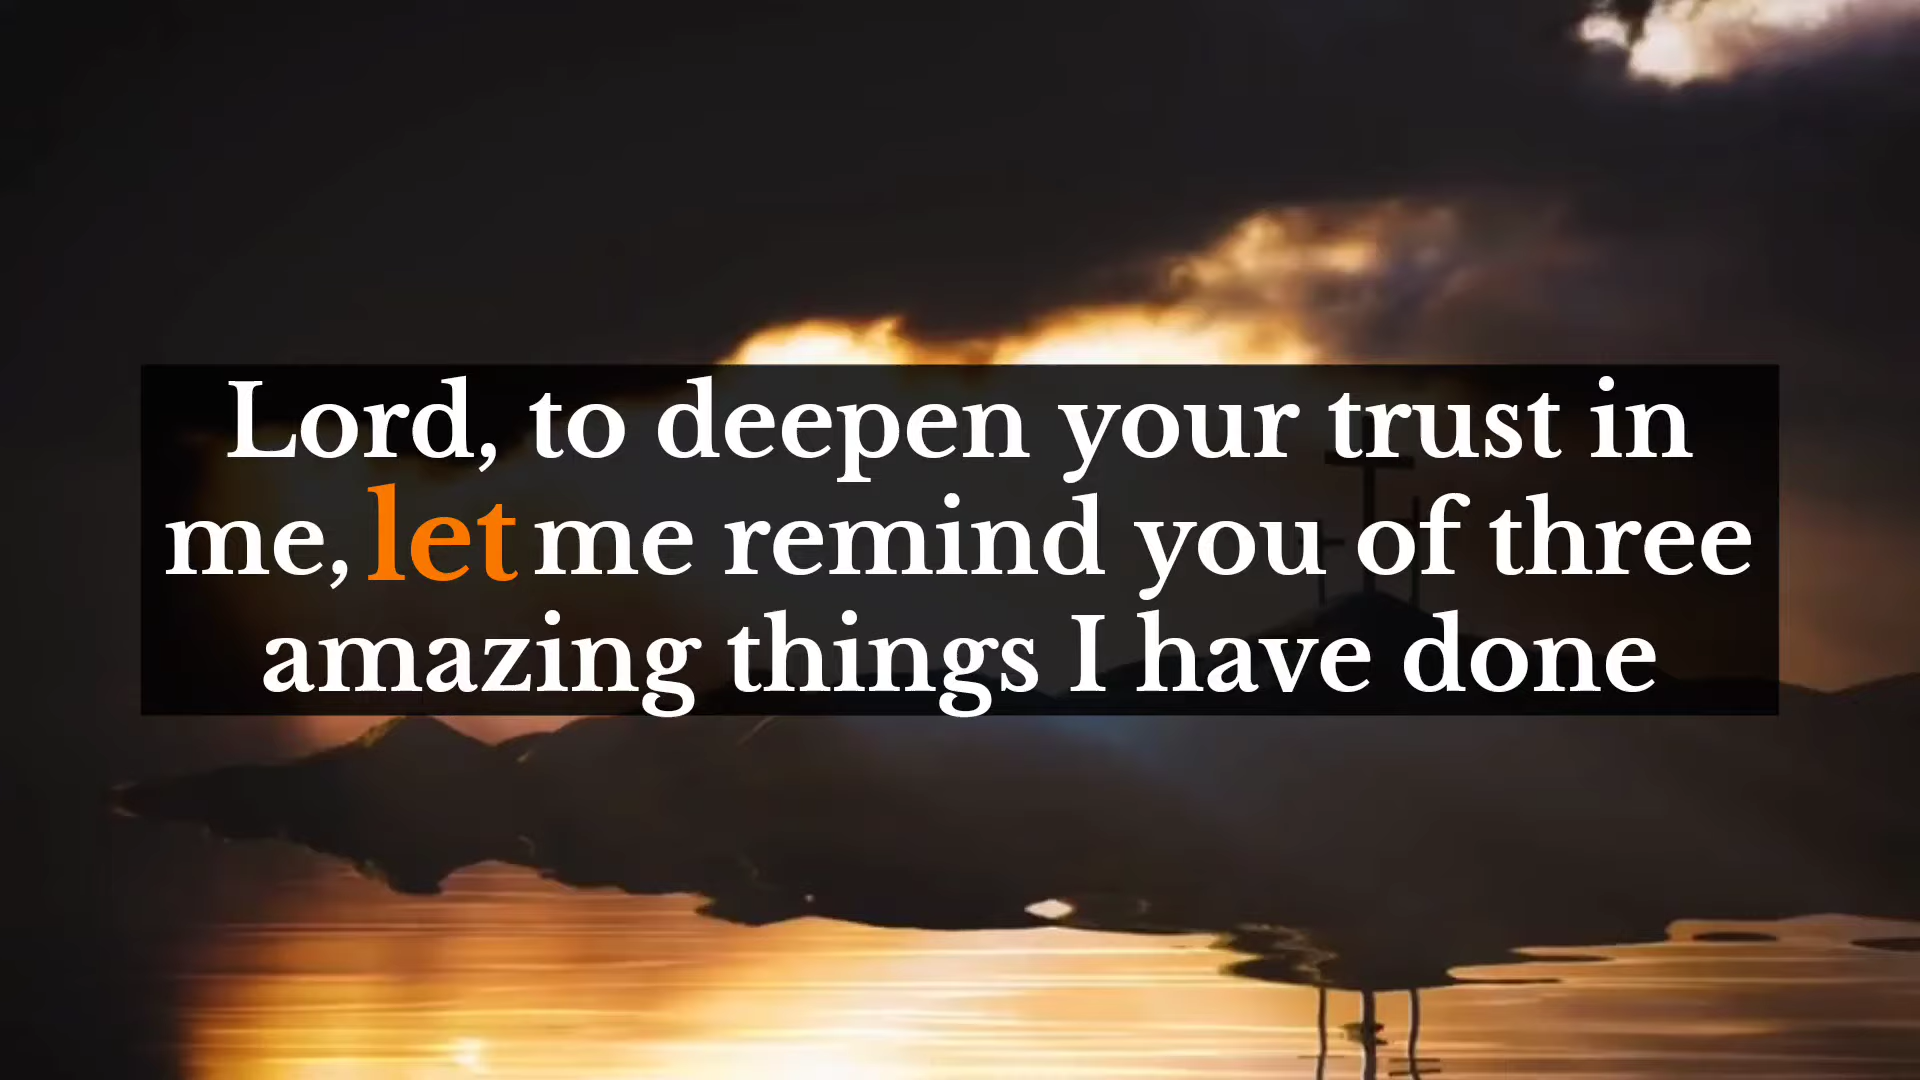 Lord, to deepen your trust in
me, let me remind you of three
amazing things I have done